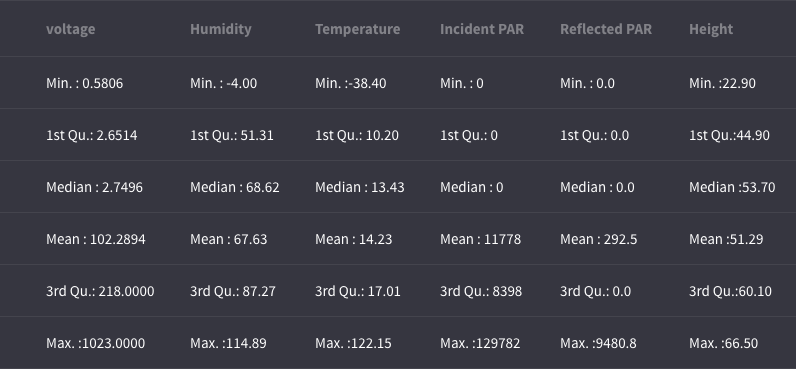 voltage Humidity Temperature Incident PAR Reflected PAR Height
Min. : 0.5806 Min. : -4.00 Min. :-38.40 Min. : 0 Min. : 0.0 Min. :22.90
1st Qu.: 2.6514 1st Qu.: 51.31 1st Qu.: 10.20 1st Qu.: 0 1st Qu.: 0.0 1st Qu.:44.90
Median : 2.7496 Median : 68.62 Median : 13.43 Median : 0 Median : 0.0 Median :53.70
Mean : 102.2894 Mean : 67.63 Mean : 14.23 Mean : 11778 Mean : 292.5 Mean :51.29
3rd Qu.: 218.0000 3rd Qu.: 87.27 3rd Qu.: 17.01 3rd Qu.: 8398 3rd Qu.: 0.0 3rd Qu.:60.10
Max. :1023.0000 Max. :114.89 Max. :122.15 Max. :129782 Max. :9480.8 Max. :66.50